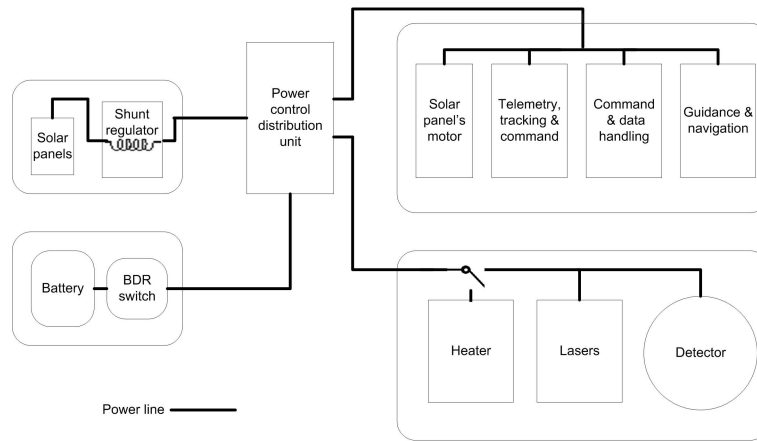 Power
control
distribution
unit
Shunt
regulator
Solar
panels
Solar
panel's
motor
Telemetry,
tracking &
command
Command
& data
handling
Guidance &
navigation
Battery
BDR
switch
Heater
Lasers
Detector
Power line